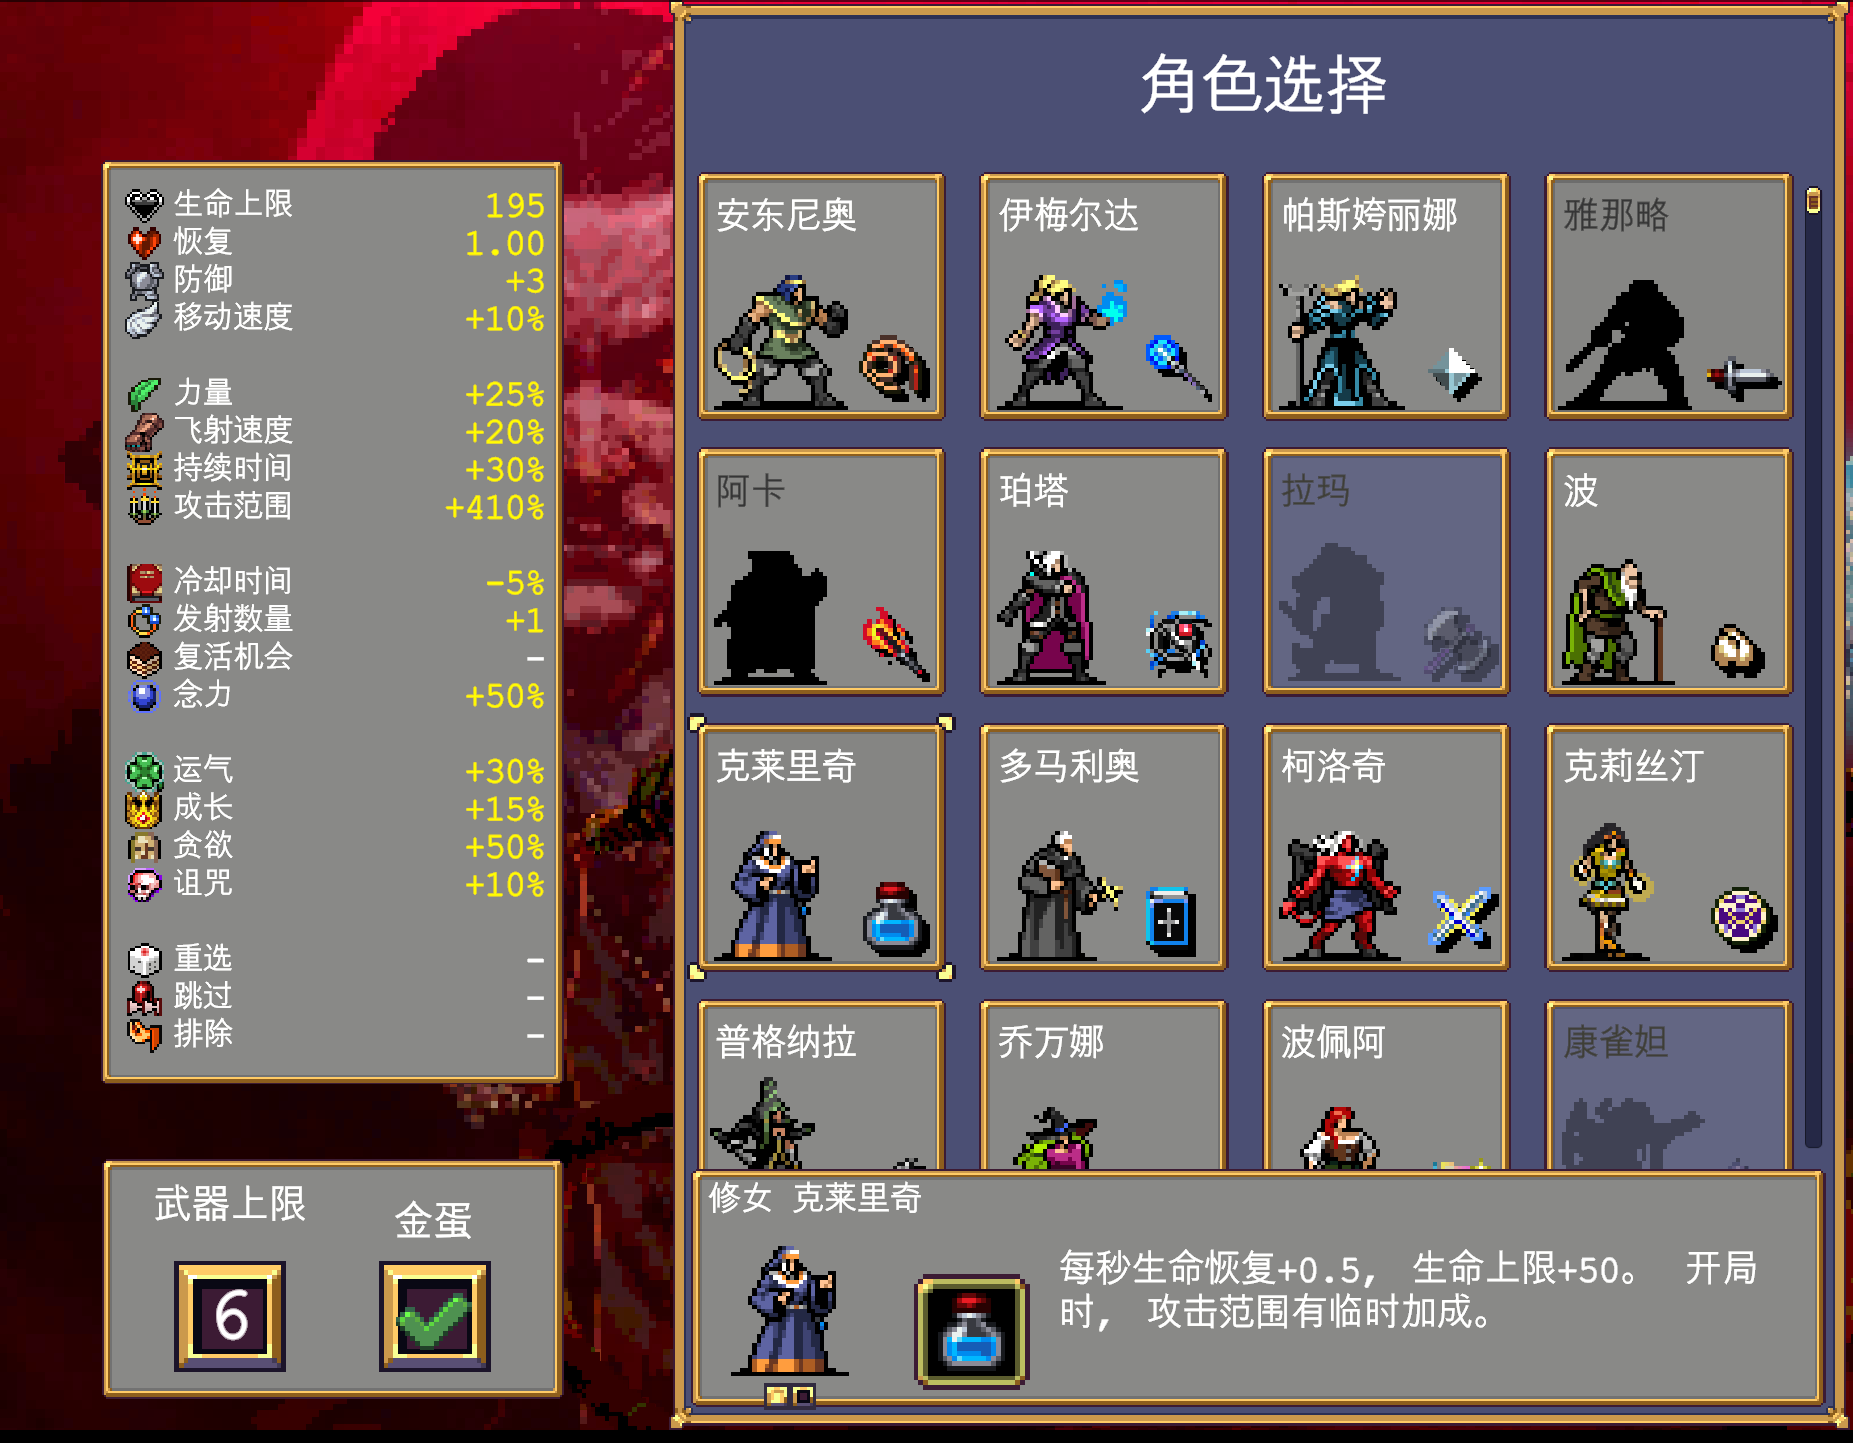 角色选择
生命上限 195
恢复 1.00
防御 +3
移动速度 +10%
力量 +25%
飞射速度 +20%
持续时间 +30%
攻击范围 +410%
冷却时间 -5%
发射数量 +1
复活机会 -
念力 +50%
运气 +30%
成长 +15%
贪欲 +50%
诅咒 +10%
重选 -
跳过 -
排除 -
武器上限 金蛋
6
安东尼奥 伊梅尔达 帕斯娉丽娜 雅那略
阿卡 珀塔 拉玛 波
克莱里奇 多马利奥 柯洛奇 克莉丝汀
普格纳拉 乔万娜 波佩阿 康雀妲
修女 克莱里奇
每秒生命恢复+0.5, 生命上限+50。 开局
时, 攻击范围有临时加成。